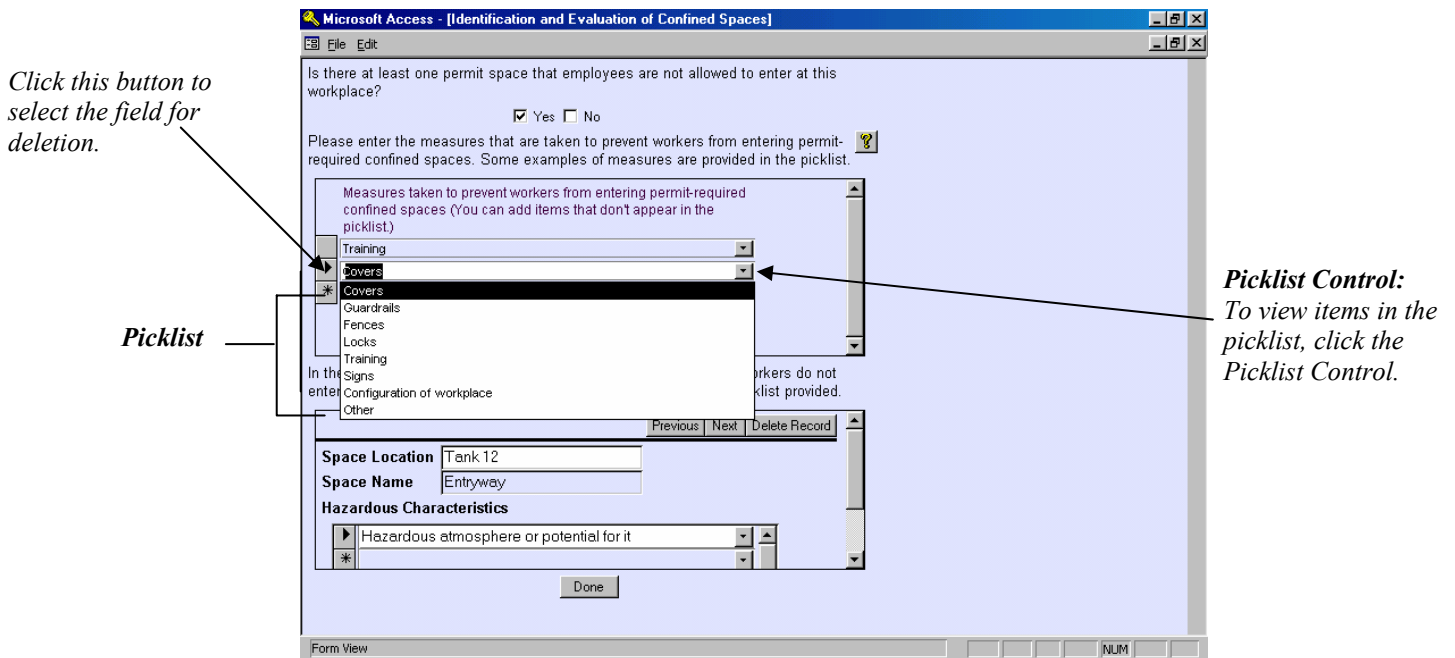 Microsoft Access - [Identification and Evaluation of Confined Spaces]
File Edit
Click this button to
select the field for
deletion.
Is there at least one permit space that employees are not allowed to enter at this
workplace?
Yes No
Please enter the measures that are taken to prevent workers from entering permit-
required confined spaces. Some examples of measures are provided in the picklist.
Measures taken to prevent workers from entering permit-required
confined spaces (You can add items that don't appear in the
picklist.)
Training
Covers
Covers
Guardrails
Fences
Locks
Training
Signs
Configuration of workplace
Other
Picklist
Picklist Control:
To view items in the
picklist, click the
Picklist Control.
In the rkers do not
enter klist provided.
Previous Next Delete Record
Space Location Tank 12
Space Name Entryway
Hazardous Characteristics
Hazardous atmosphere or potential for it
Done
Form View NUM